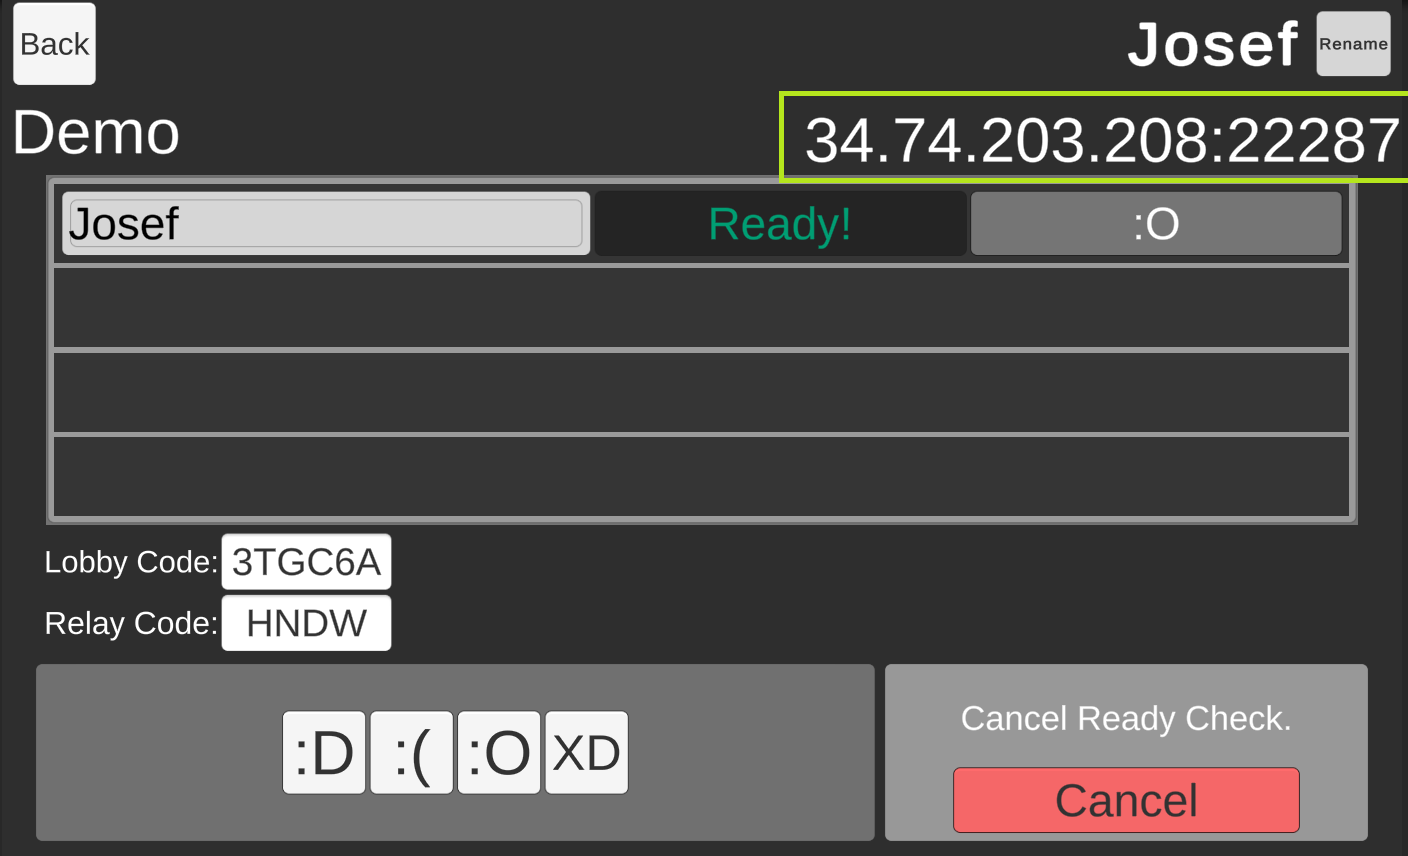 Back
Josef
Rename
Demo
34.74.203.208:22287
Josef
Ready!
:O
Lobby Code:
3TGC6A
Relay Code:
HNDW
:D
:(
:O
XD
Cancel Ready Check.
Cancel